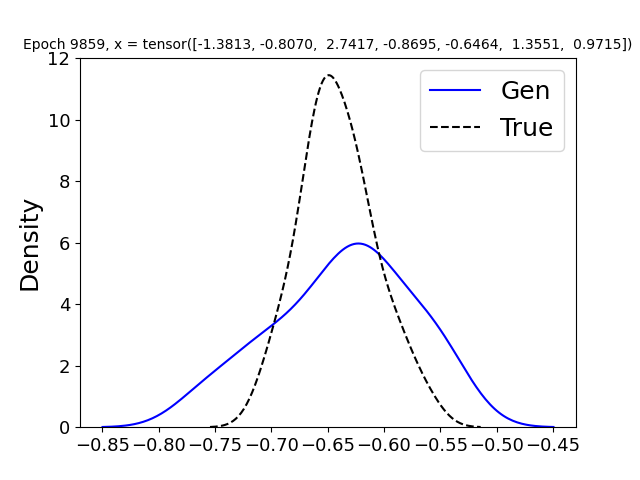 Epoch 9859, x = tensor([-1.3813, -0.8070,  2.7417, -0.8695, -0.6464,  1.3551,  0.9715])
12
10
8
6
4
2
0
Density
Gen
True
−0.85 −0.80 −0.75 −0.70 −0.65 −0.60 −0.55 −0.50 −0.45